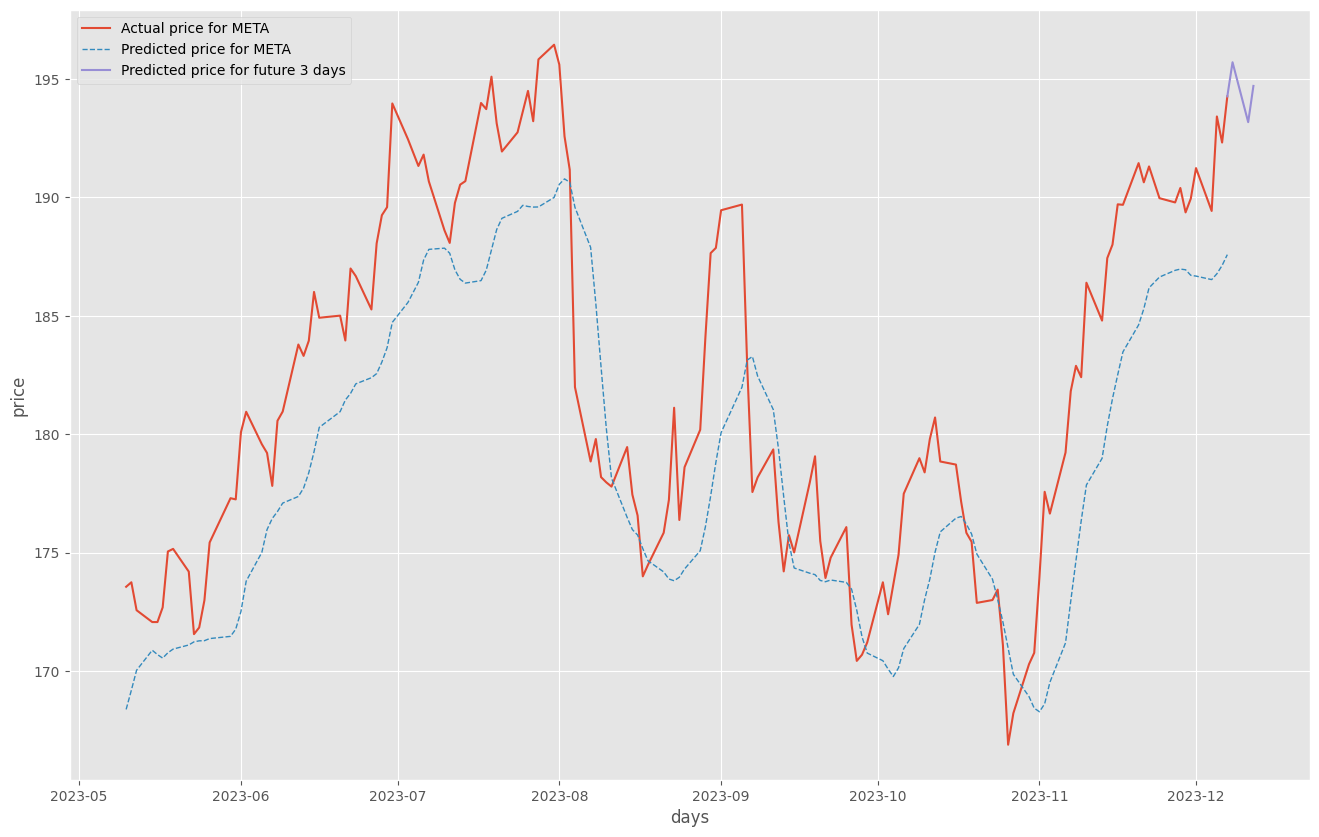 Actual price for META
Predicted price for META
Predicted price for future 3 days
195
190
185
180
175
170
price
2023-05
2023-06
2023-07
2023-08
2023-09
2023-10
2023-11
2023-12
days